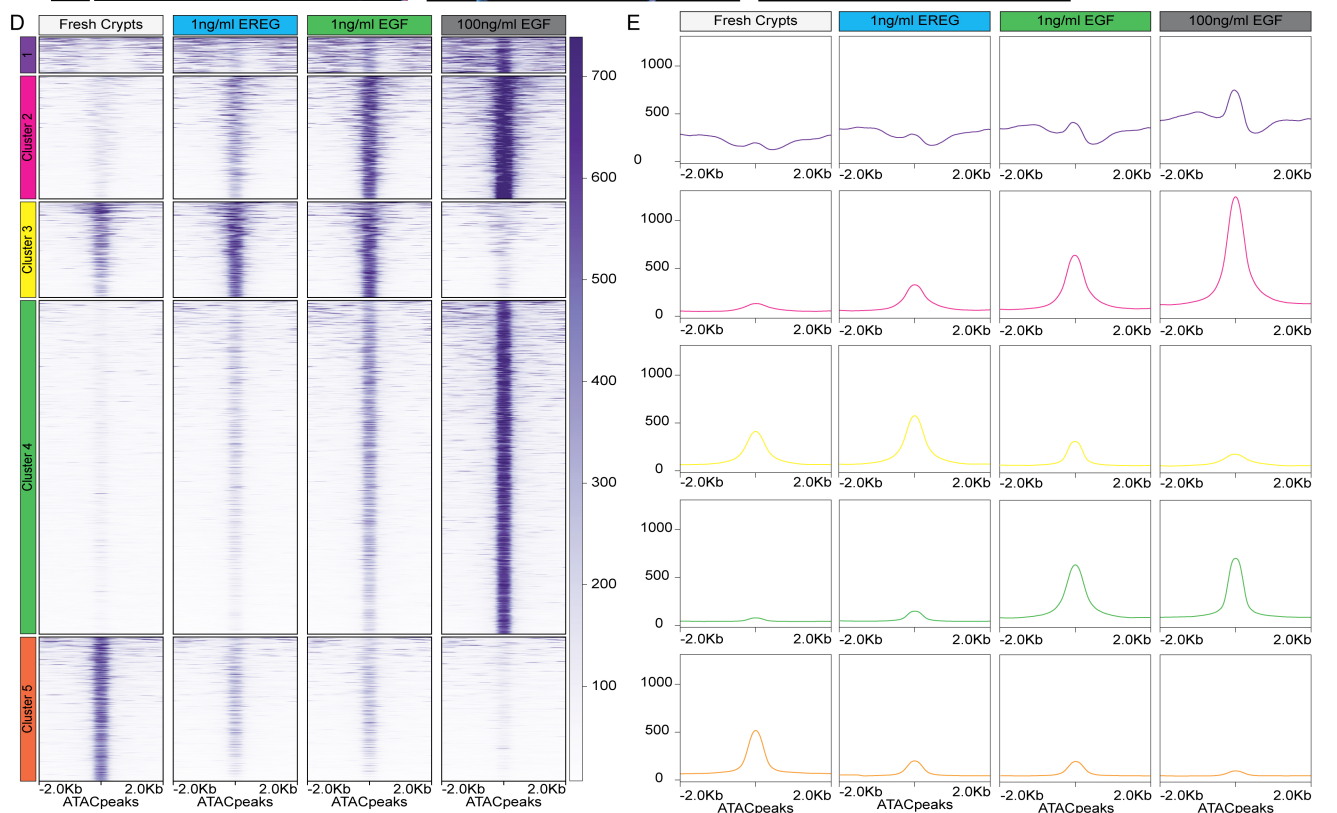 D
Fresh Crypts 1ng/ml EREG 1ng/ml EGF 100ng/ml EGF
1
Cluster 2
Cluster 3
Cluster 4
Cluster 5
700
600
500
400
300
200
100
-2.0Kb 2.0Kb -2.0Kb 2.0Kb -2.0Kb 2.0Kb -2.0Kb 2.0Kb
ATACpeaks ATACpeaks ATACpeaks ATACpeaks
E
Fresh Crypts 1ng/ml EREG 1ng/ml EGF 100ng/ml EGF
1000
500
0
-2.0Kb 2.0Kb -2.0Kb 2.0Kb -2.0Kb 2.0Kb -2.0Kb 2.0Kb
1000
500
0
-2.0Kb 2.0Kb -2.0Kb 2.0Kb -2.0Kb 2.0Kb -2.0Kb 2.0Kb
1000
500
0
-2.0Kb 2.0Kb -2.0Kb 2.0Kb -2.0Kb 2.0Kb -2.0Kb 2.0Kb
1000
500
0
-2.0Kb 2.0Kb -2.0Kb 2.0Kb -2.0Kb 2.0Kb -2.0Kb 2.0Kb
1000
500
0
-2.0Kb 2.0Kb -2.0Kb 2.0Kb -2.0Kb 2.0Kb -2.0Kb 2.0Kb
ATACpeaks ATACpeaks ATACpeaks ATACpeaks